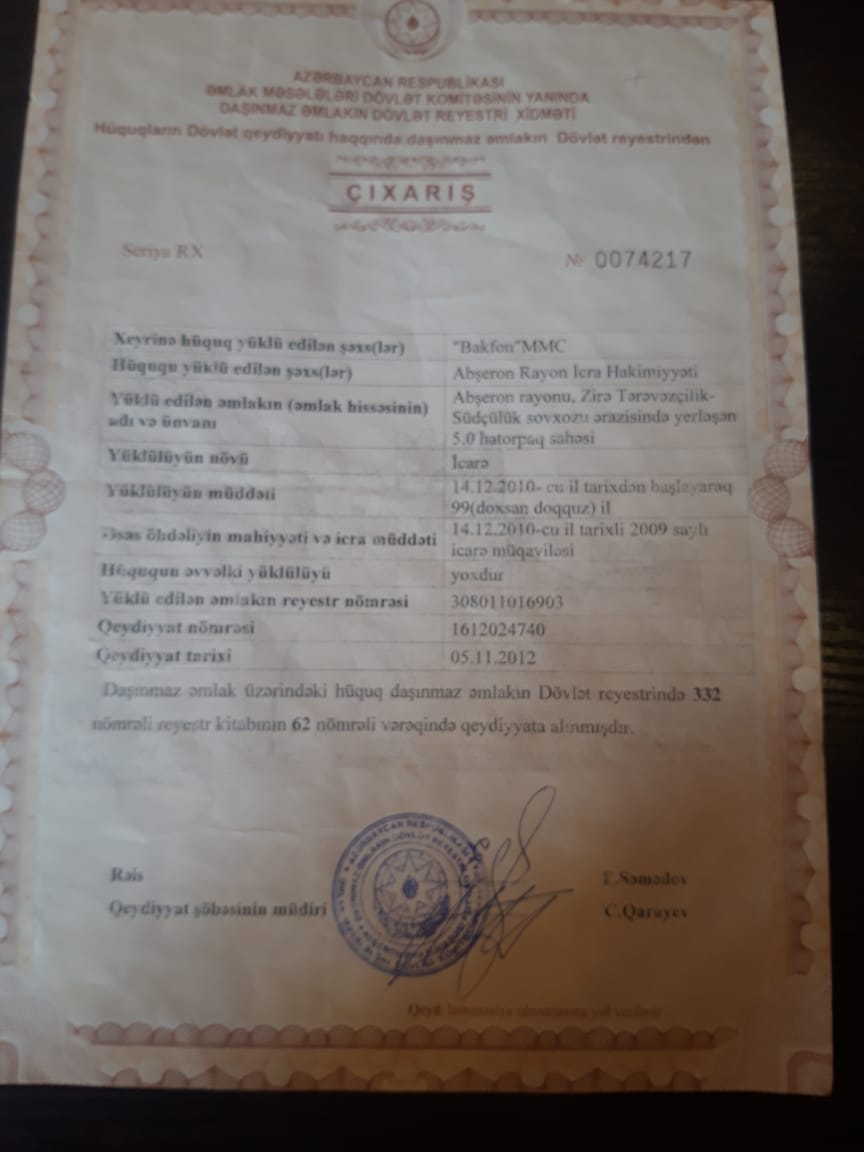 AZƏRBAYCAN RESPUBLİKASI
ƏMLAK MƏSƏLƏLƏRİ DÖVLƏT KOMİTƏSİNİN YANINDA
DAŞINMAZ ƏMLAKIN DÖVLƏT REYESTRİ XİDMƏTİ
Hüquqların Dövlət qeydiyyatı haqqında daşınmaz əmlakın Dövlət reyestrindən
ÇIXARIŞ
Seriya RX № 0074217
Xeyrinə hüquq yüklü edilən şəxs(lər) "Bakfon"MMC
Hüququ yüklü edilən şəxs(lər) Abşeron Rayon İcra Hakimiyyəti
Yüklü edilən əmlakın (əmlak hissəsinin) adı və ünvanı Abşeron rayonu, Zirə Tərəvəzçilik-
Südçülük sovxozu ərazisində yerləşən
5.0 hatorpaq sahəsi
Yüklülüyün növü İcarə
Yüklülüyün müddəti 14.12.2010- cu il tarixdən başlayaraq
99(doxsan doqquz) il
Əsas öhdəliyin mahiyyəti və icra müddəti 14.12.2010-cu il tarixli 2009 saylı
icarə müqaviləsi
Hüququn əvvəlki yüklülüyü yoxdur
Yüklü edilən əmlakın reyestr nömrəsi 308011016903
Qeydiyyat nömrəsi 1612024740
Qeydiyyat tarixi 05.11.2012
Daşınmaz əmlak üzərindəki hüquq daşınmaz əmlakın Dövlət reyestrində 332
nömrəli reyestr kitabının 62 nömrəli vərəqində qeydiyyata alınmışdır.
Rəis E.Səmədov
Qeydiyyat şöbəsinin müdiri C.Qarayev
Qeyd: